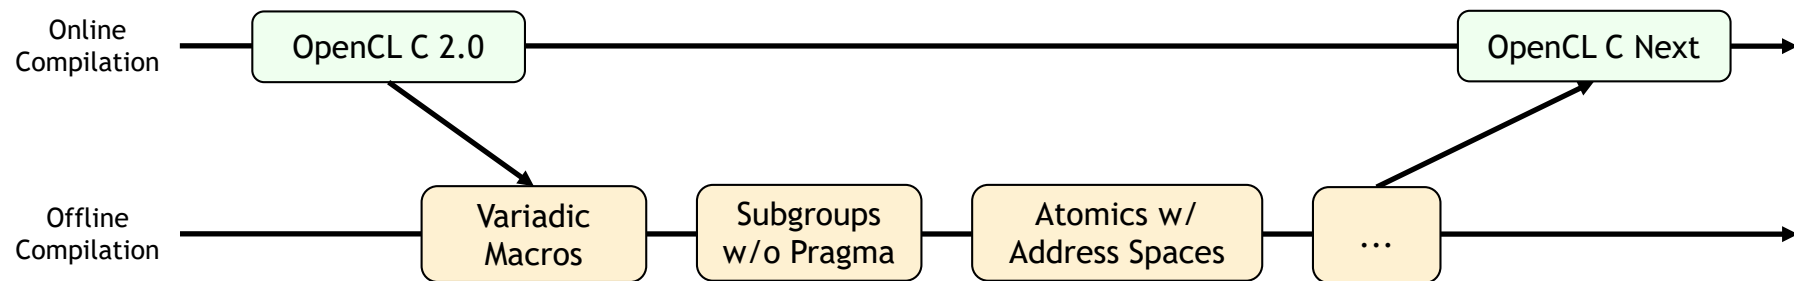 Online
Compilation
OpenCL C 2.0
OpenCL C Next
Offline
Compilation
Variadic
Macros
Subgroups
w/o Pragma
Atomics w/
Address Spaces
...